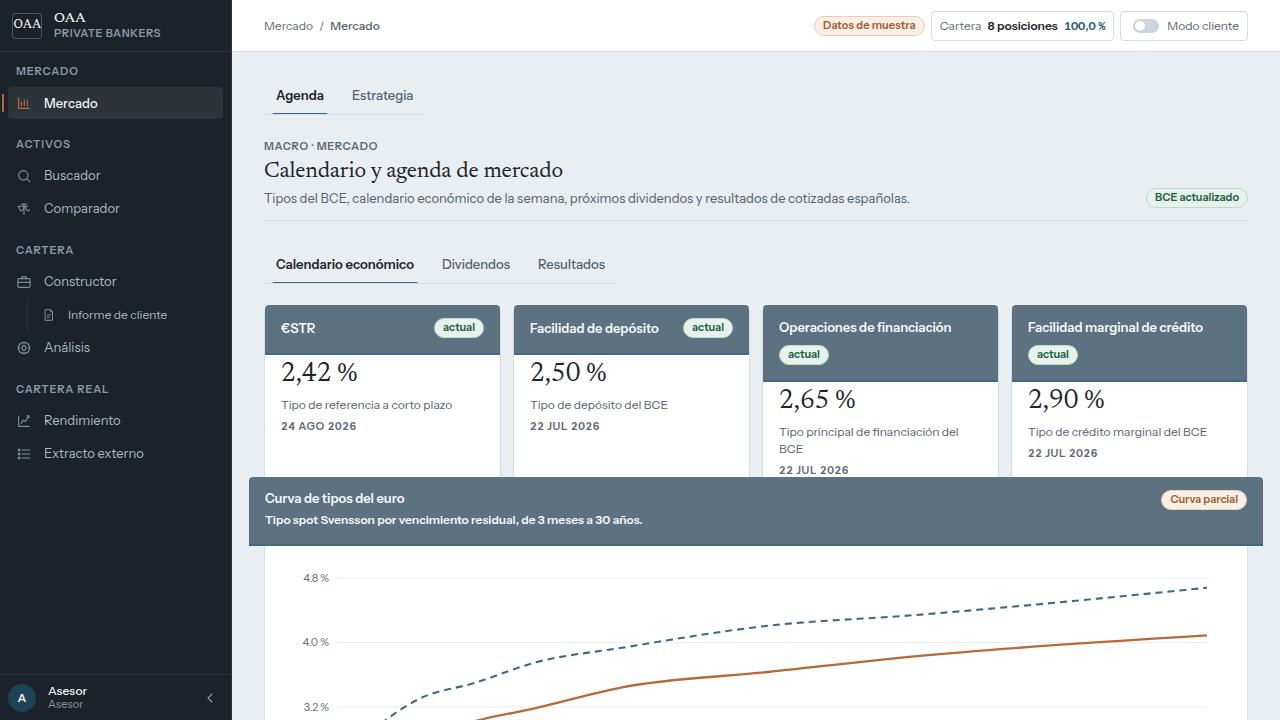 OAA
OAA
PRIVATE BANKERS
MERCADO
Mercado
ACTIVOS
Buscador
Comparador
CARTERA
Constructor
Informe de cliente
Análisis
CARTERA REAL
Rendimiento
Extracto externo
A
Asesor
Asesor
Mercado / Mercado
Datos de muestra
Cartera 8 posiciones 100,0 %
Modo cliente
Agenda
Estrategia
MACRO · MERCADO
Calendario y agenda de mercado
Tipos del BCE, calendario económico de la semana, próximos dividendos y resultados de cotizadas españolas.
BCE actualizado
Calendario económico
Dividendos
Resultados
€STR
actual
2,42 %
Tipo de referencia a corto plazo
24 AGO 2026
Facilidad de depósito
actual
2,50 %
Tipo de depósito del BCE
22 JUL 2026
Operaciones de financiación
actual
2,65 %
Tipo principal de financiación del
BCE
22 JUL 2026
Facilidad marginal de crédito
actual
2,90 %
Tipo de crédito marginal del BCE
22 JUL 2026
Curva de tipos del euro
Tipo spot Svensson por vencimiento residual, de 3 meses a 30 años.
Curva parcial
4.8 %
4.0 %
3.2 %